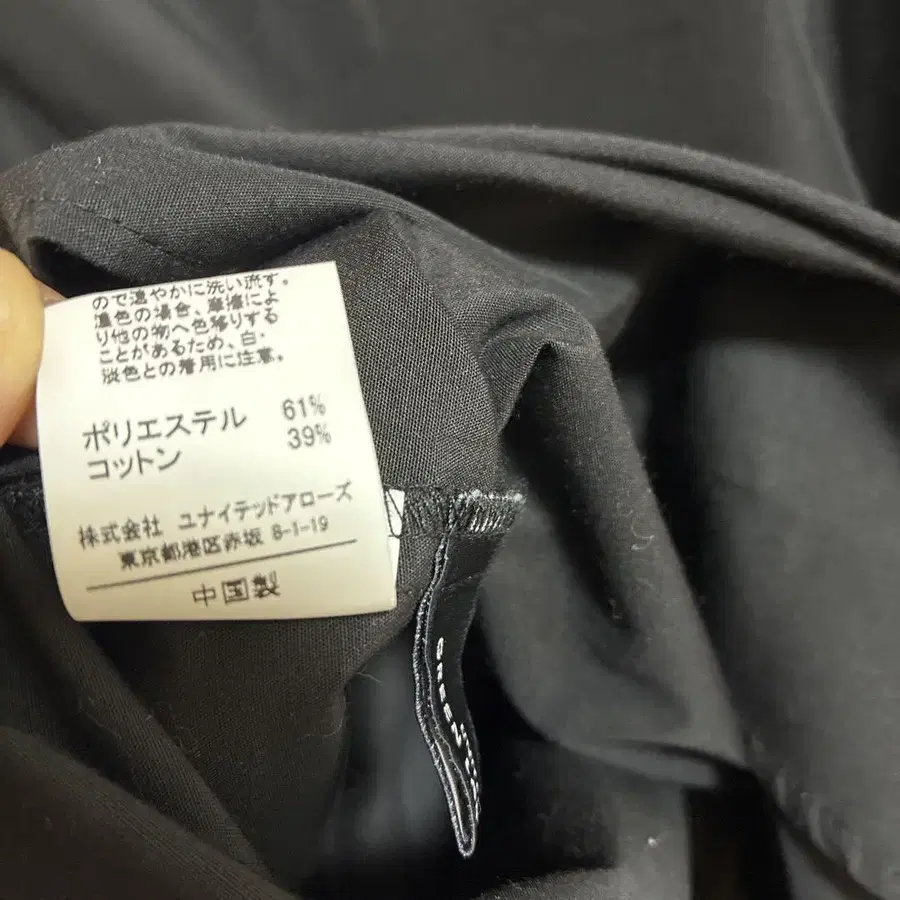 ので速やかに洗い流す。
濃色の場合、摩擦によ
り他の物へ色移りする
ことがあるため、白・
淡色との着用に注意。
ポリエステル 61%
コットン 39%
株式会社 ユナイテッドアローズ
東京都港区赤坂 8-1-19
中国製
GREEN